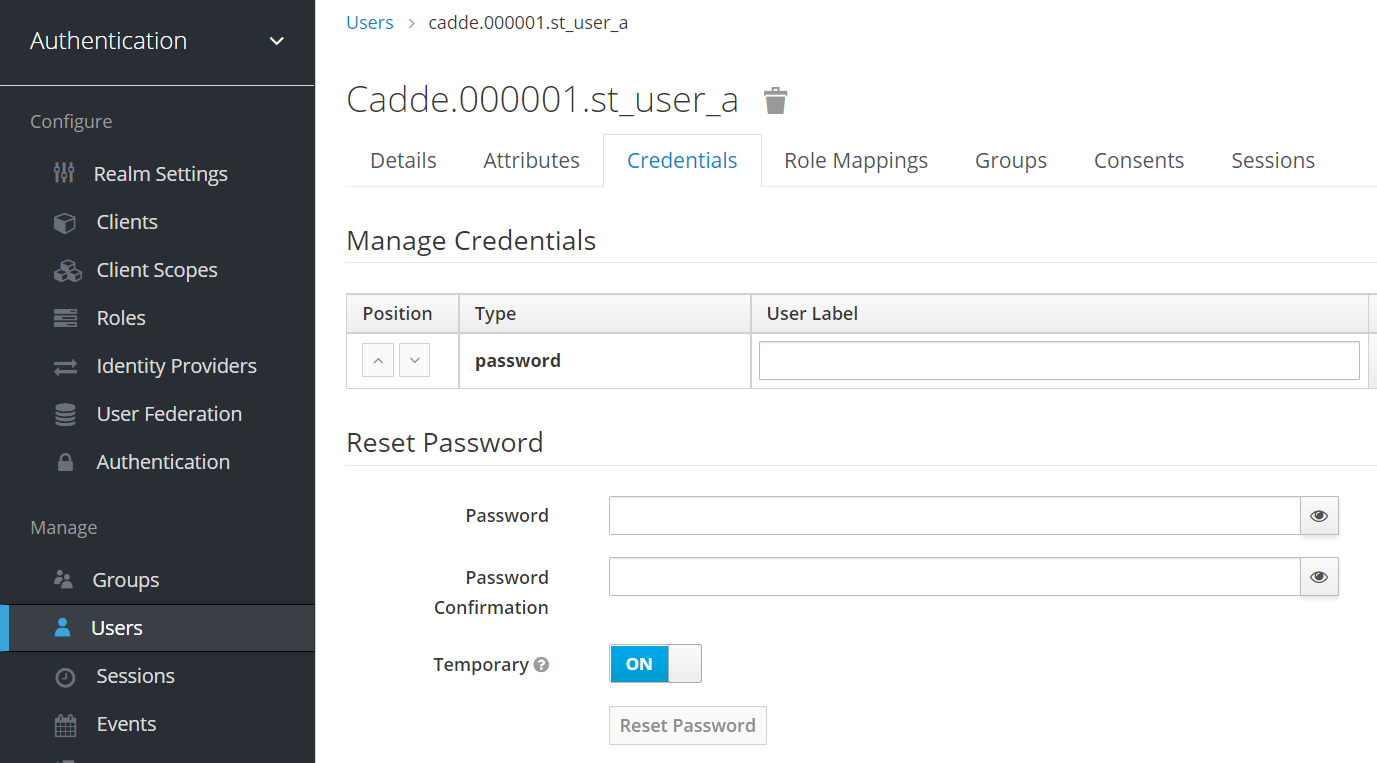 Authentication
Configure
Realm Settings
Clients
Client Scopes
Roles
Identity Providers
User Federation
Authentication
Manage
Groups
Users
Sessions
Events
Users > cadde.000001.st_user_a
Cadde.000001.st_user_a
Details Attributes Credentials Role Mappings Groups Consents Sessions
Manage Credentials
Position Type User Label
password
Reset Password
Password
Password
Confirmation
Temporary ?
ON
Reset Password